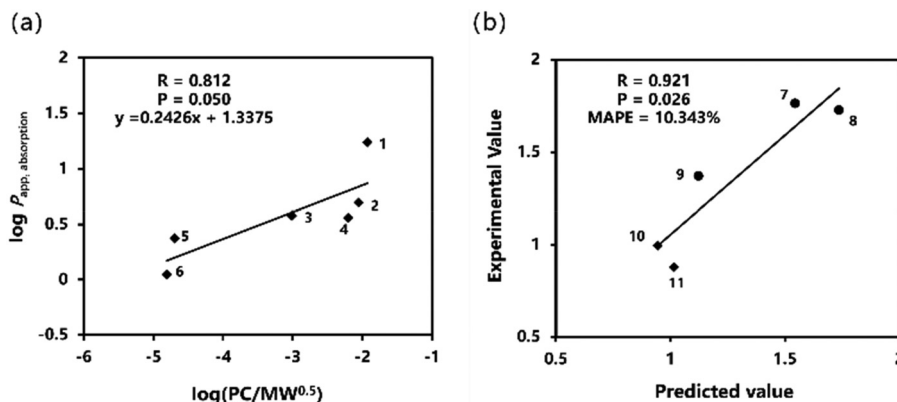 (a)
2
R = 0.812
P = 0.050
y =0.2426x + 1.3375
1.5
1
0.5
0
-0.5
log Papp, absorption
1
2
3
4
5
6
-6
-5
-4
-3
-2
-1
log(PC/MW0.5)
(b)
2
R = 0.921
P = 0.026
MAPE = 10.343%
1.5
1
0.5
Experimental Value
7
8
9
10
11
0.5
1
1.5
Predicted value